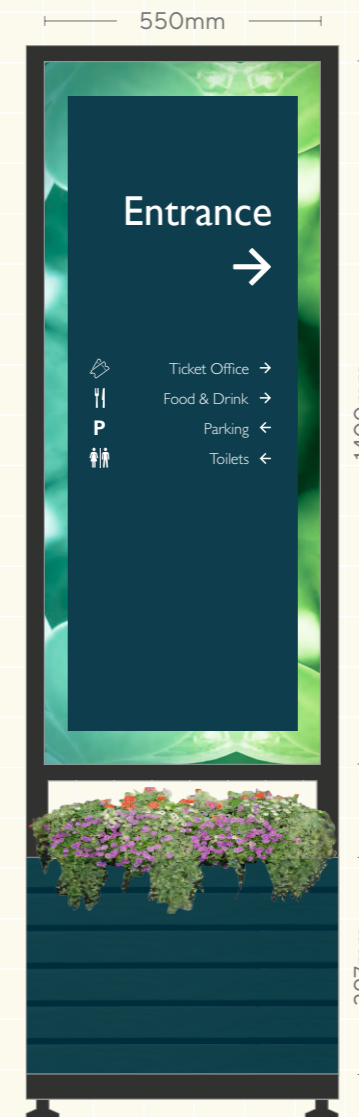 550mm
Entrance
→
Ticket Office →
Food & Drink →
P Parking ←
Toilets ←